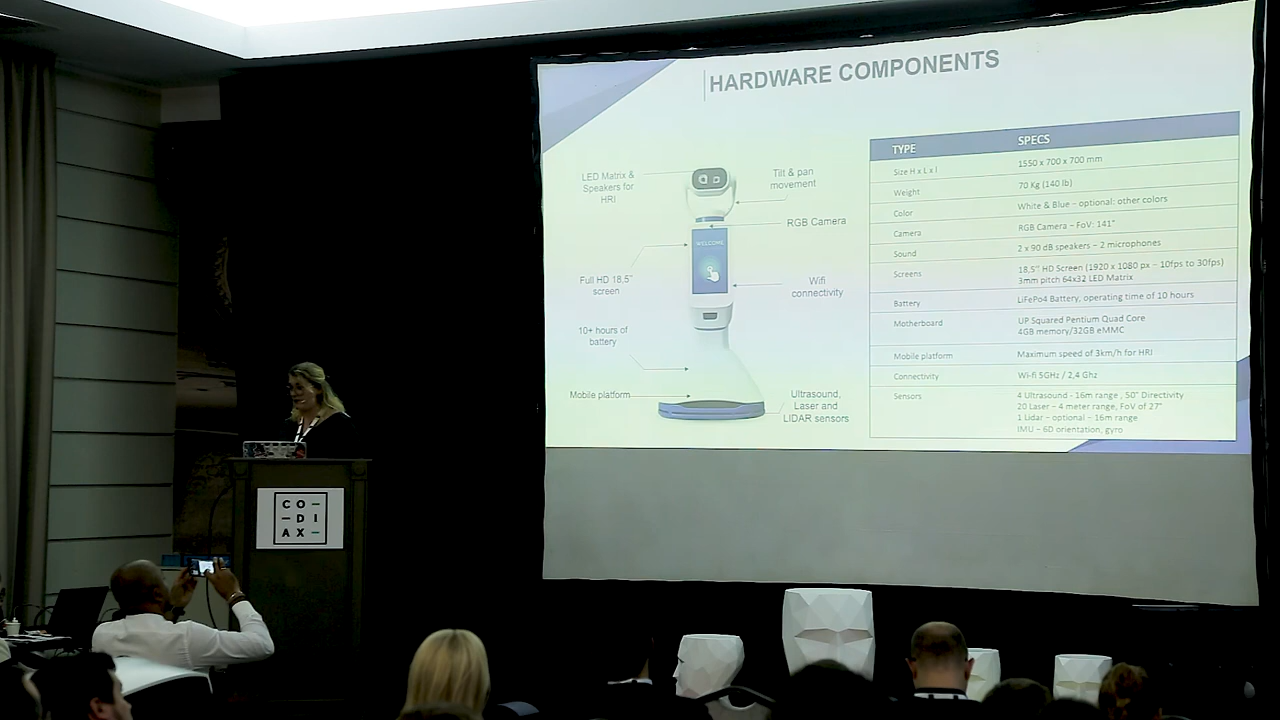 HARDWARE COMPONENTS
LED Matrix &
Speakers for
HRI
Tilt & pan
movement
RGB Camera
WELCOME
Full HD 18,5"
screen
Wifi
connectivity
10+ hours of
battery
Mobile platform
Ultrasound,
Laser and
LIDAR sensors
TYPE SPECS
Size H x L x l 1550 x 700 x 700 mm
Weight 70 Kg (140 lb)
Color White & Blue – optional: other colors
Camera RGB Camera – FoV: 141°
Sound 2 x 90 dB speakers – 2 microphones
Screens 18,5" HD Screen (1920 x 1080 px – 10fps to 30fps)
3mm pitch 64x32 LED Matrix
Battery LiFePo4 Battery, operating time of 10 hours
Motherboard UP Squared Pentium Quad Core
4GB memory/32GB eMMC
Mobile platform Maximum speed of 3km/h for HRI
Connectivity Wi-fi 5GHz / 2,4 Ghz
Sensors 4 Ultrasound - 16m range , 50° Directivity
20 Laser – 4 meter range, FoV of 27°
1 Lidar – optional – 16m range
IMU – 6D orientation, gyro
CO–
–DI
AX–